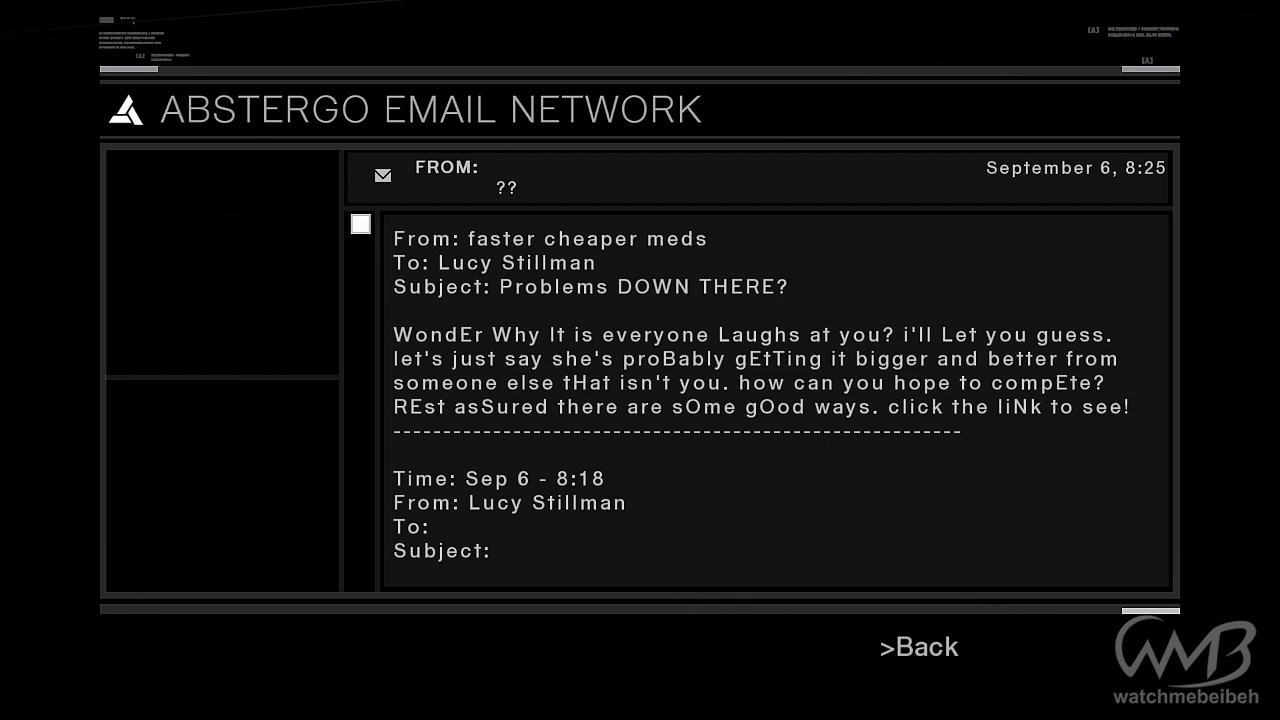 ABSTERGO EMAIL NETWORK
FROM:
September 6, 8:25
??
From: faster cheaper meds
To: Lucy Stillman
Subject: Problems DOWN THERE?
WondEr Why It is everyone Laughs at you? i'll Let you guess.
let's just say she's proBably gEtTing it bigger and better from
someone else tHat isn't you. how can you hope to compEte?
REst asSured there are sOme gOod ways. click the liNk to see!
---------------------------------------------------------
Time: Sep 6 - 8:18
From: Lucy Stillman
To:
Subject:
>Back
WMB
watchmebeibeh